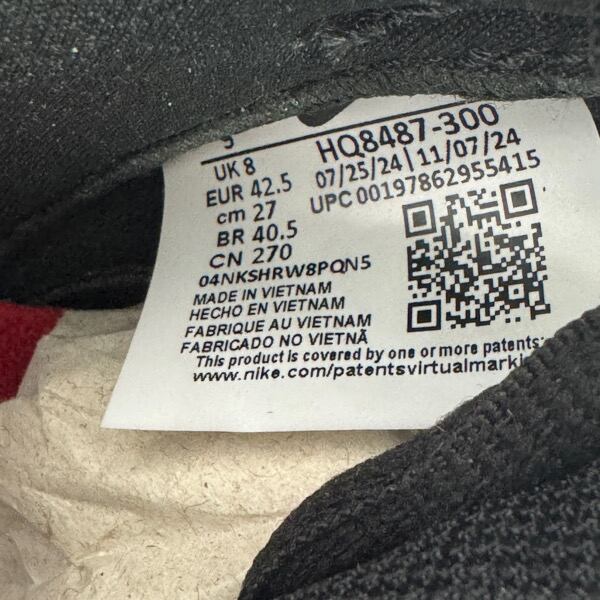 UK 8
EUR 42.5
cm 27
BR 40.5
CN 270
HQ8487-300
07/25/24 | 11/07/24
UPC 00197862955415
04NKSHRW8PQN5
MADE IN VIETNAM
HECHO EN VIETNAM
FABRIQUE AU VIETNAM
FABRICADO NO VIETNÃ
This product is covered by one or more patents:
www.nike.com/patentsvirtualmarki